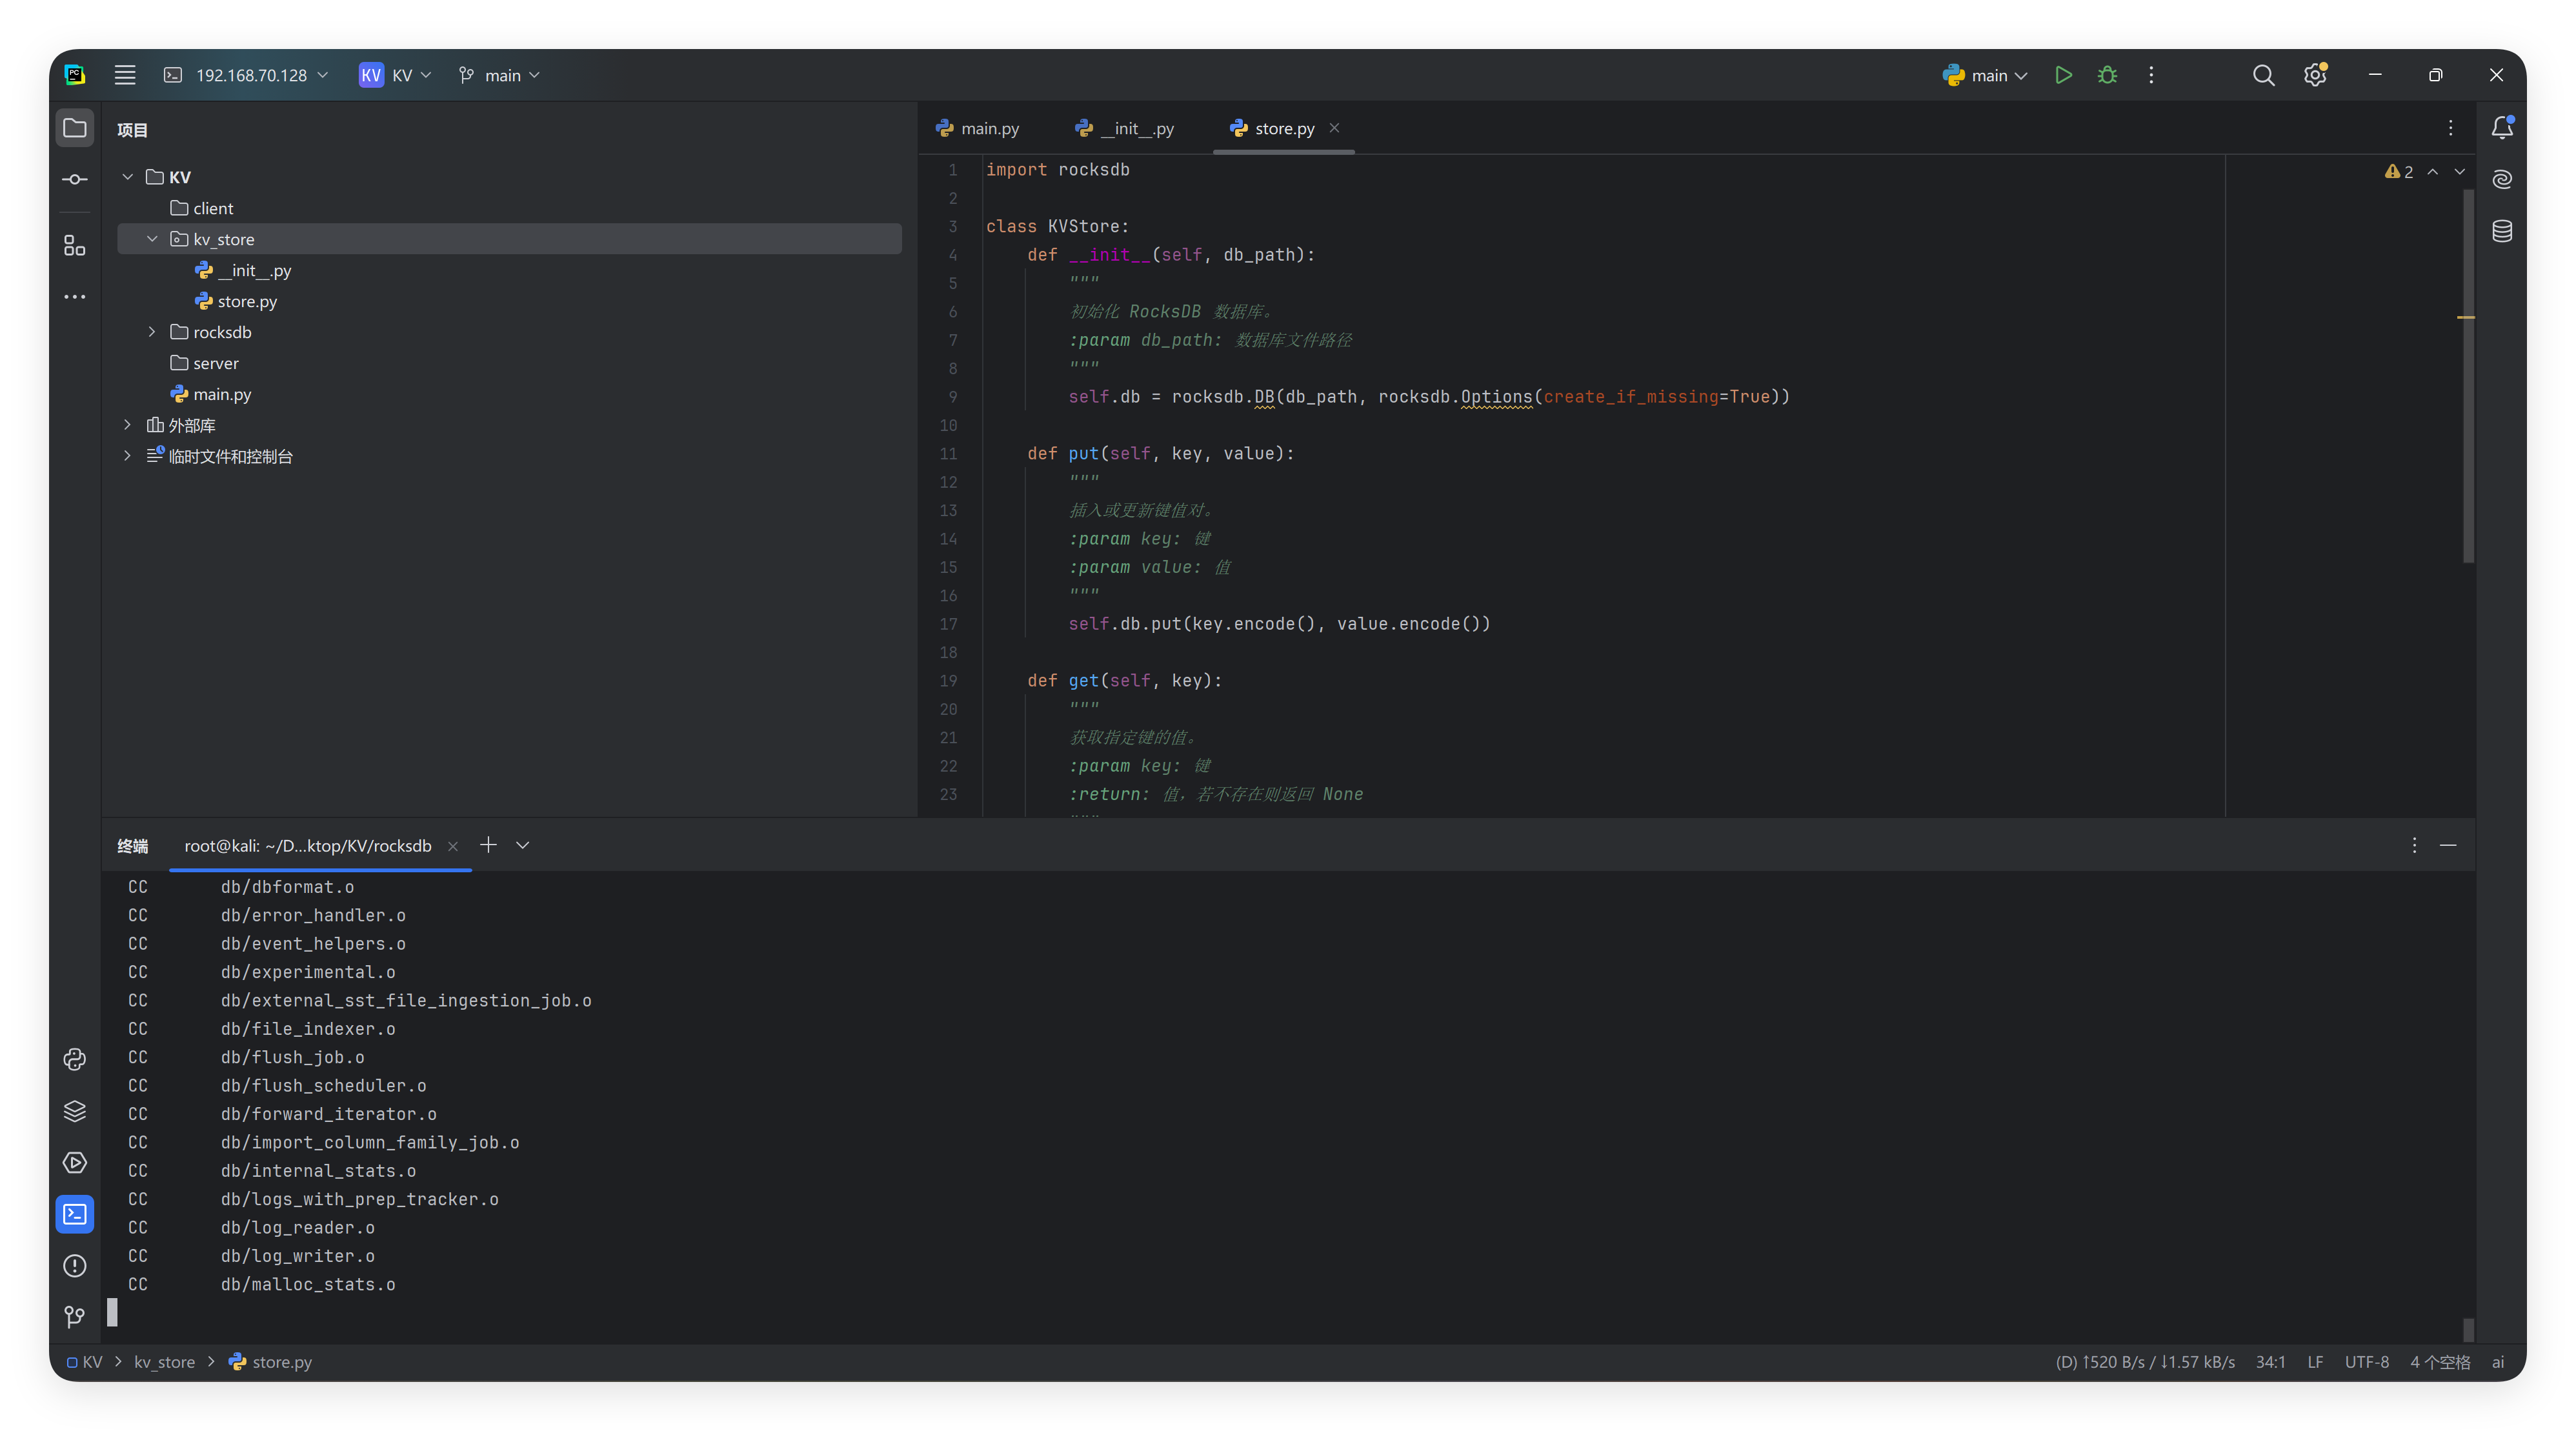 PC 192.168.70.128 KV KV main main
项目
KV
client
kv_store
__init__.py
store.py
rocksdb
server
main.py
外部库
临时文件和控制台
main.py __init__.py store.py
2
1 import rocksdb
2
3 class KVStore:
4 def __init__(self, db_path):
5 """
6 初始化 RocksDB 数据库。
7 :param db_path: 数据库文件路径
8 """
9 self.db = rocksdb.DB(db_path, rocksdb.Options(create_if_missing=True))
10
11 def put(self, key, value):
12 """
13 插入或更新键值对。
14 :param key: 键
15 :param value: 值
16 """
17 self.db.put(key.encode(), value.encode())
18
19 def get(self, key):
20 """
21 获取指定键的值。
22 :param key: 键
23 :return: 值，若不存在则返回 None
"""
终端 root@kali: ~/D...ktop/KV/rocksdb
CC db/dbformat.o
CC db/error_handler.o
CC db/event_helpers.o
CC db/experimental.o
CC db/external_sst_file_ingestion_job.o
CC db/file_indexer.o
CC db/flush_job.o
CC db/flush_scheduler.o
CC db/forward_iterator.o
CC db/import_column_family_job.o
CC db/internal_stats.o
CC db/logs_with_prep_tracker.o
CC db/log_reader.o
CC db/log_writer.o
CC db/malloc_stats.o
KV > kv_store > store.py (D) ↑520 B/s / ↓1.57 kB/s 34:1 LF UTF-8 4 个空格 ai